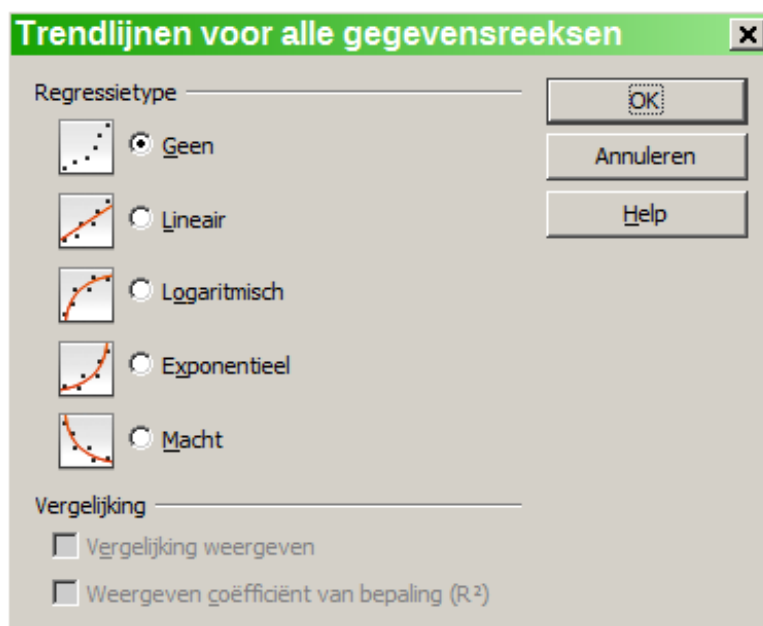 Trendlijnen voor alle gegevensreeksen
Regressietype
Geen
Lineair
Logaritmisch
Exponentieel
Macht
Vergelijking
Vergelijking weergeven
Weergeven coëfficiënt van bepaling (R²)
OK
Annuleren
Help